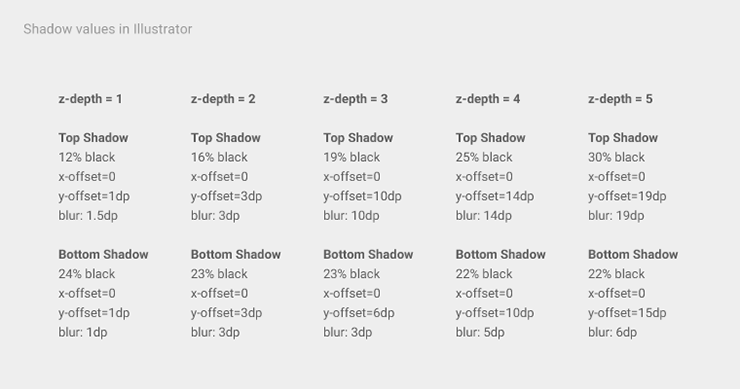 Shadow values in Illustrator
z-depth = 1
Top Shadow
12% black
x-offset=0
y-offset=1dp
blur: 1.5dp
Bottom Shadow
24% black
x-offset=0
y-offset=1dp
blur: 1dp
z-depth = 2
Top Shadow
16% black
x-offset=0
y-offset=3dp
blur: 3dp
Bottom Shadow
23% black
x-offset=0
y-offset=3dp
blur: 3dp
z-depth = 3
Top Shadow
19% black
x-offset=0
y-offset=10dp
blur: 10dp
Bottom Shadow
23% black
x-offset=0
y-offset=6dp
blur: 3dp
z-depth = 4
Top Shadow
25% black
x-offset=0
y-offset=14dp
blur: 14dp
Bottom Shadow
22% black
x-offset=0
y-offset=10dp
blur: 5dp
z-depth = 5
Top Shadow
30% black
x-offset=0
y-offset=19dp
blur: 19dp
Bottom Shadow
22% black
x-offset=0
y-offset=15dp
blur: 6dp